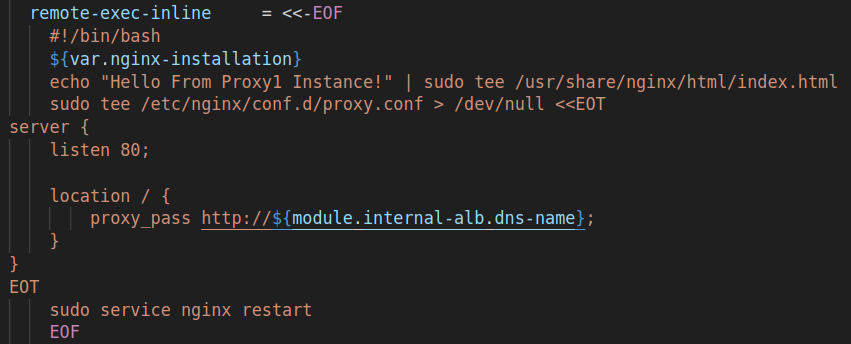 remote-exec-inline     = <<-EOF
#!/bin/bash
${var.nginx-installation}
echo "Hello From Proxy1 Instance!" | sudo tee /usr/share/nginx/html/index.html
sudo tee /etc/nginx/conf.d/proxy.conf > /dev/null <<EOT
server {
listen 80;
location / {
proxy_pass http://${module.internal-alb.dns-name};
}
}
EOT
sudo service nginx restart
EOF